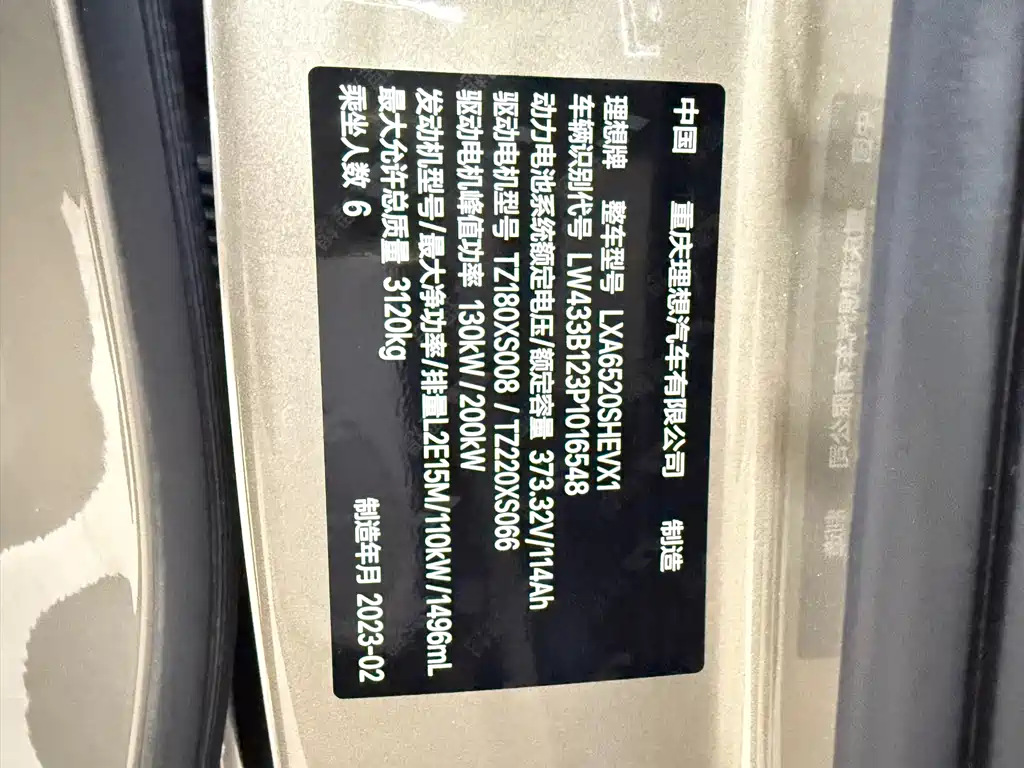 中国 重庆理想汽车有限公司 制造
理想牌 整车型号 LXA6520SHEVX1
车辆识别代号 LW433B123P1016548
动力电池系统额定电压/额定容量 373.32V/114Ah
驱动电机型号 TZ180XS008 / TZ220XS066
驱动电机峰值功率 130kW/200kW
发动机型号/最大净功率/排量L2E15M/110kW/1496mL
最大允许总质量 3120kg
乘坐人数 6 制造年月 2023-02